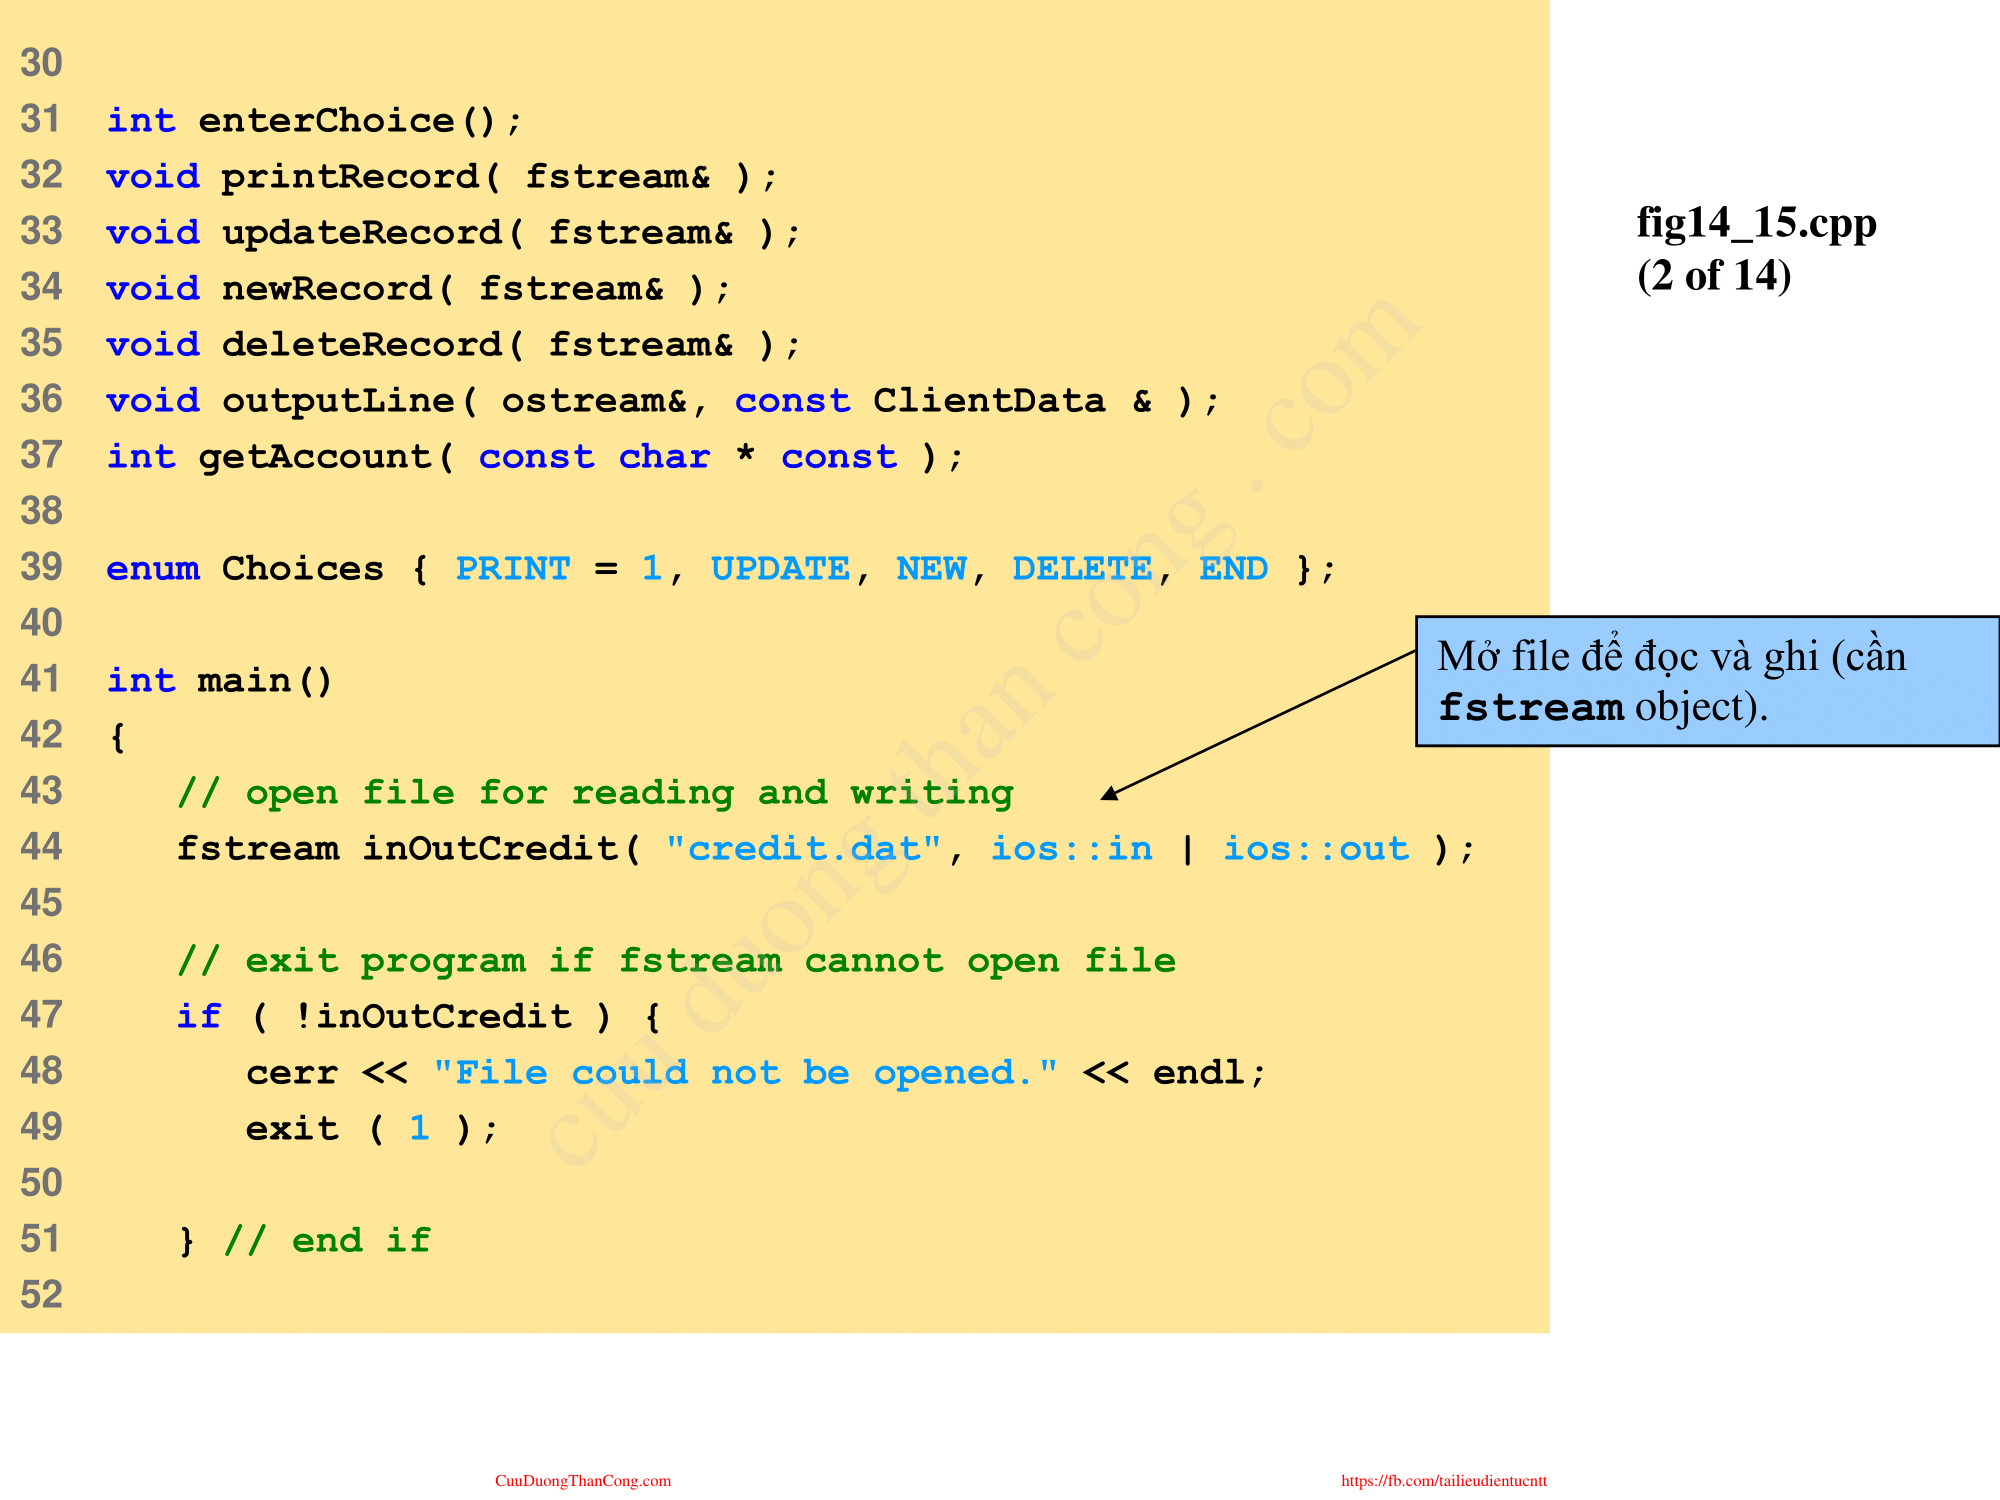 30
31 int enterChoice();
32 void printRecord( fstream& );
33 void updateRecord( fstream& );
34 void newRecord( fstream& );
35 void deleteRecord( fstream& );
36 void outputLine( ostream&, const ClientData & );
37 int getAccount( const char * const );
38
39 enum Choices { PRINT = 1, UPDATE, NEW, DELETE, END };
40
41 int main()
42 {
43 // open file for reading and writing
44 fstream inOutCredit( "credit.dat", ios::in | ios::out );
45
46 // exit program if fstream cannot open file
47 if ( !inOutCredit ) {
48 cerr << "File could not be opened." << endl;
49 exit ( 1 );
50
51 } // end if
52
fig14_15.cpp
(2 of 14)
Mở file để đọc và ghi (cần
fstream object).
cuu duong than cong . com
CuuDuongThanCong.com
https://fb.com/tailieudientucntt